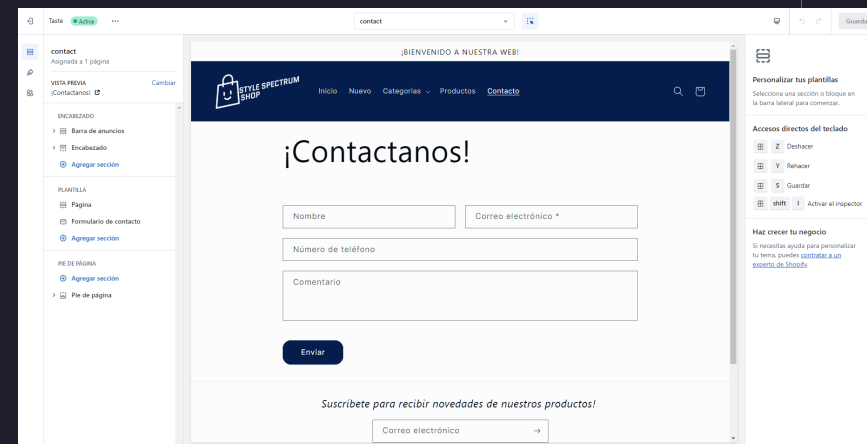 Taste
Activa
contact
Guarda
contact
Asignada a 1 página
VISTA PREVIA
Cambiar
¡Contactanos!
ENCABEZADO
Barra de anuncios
Encabezado
Agregar sección
PLANTILLA
Página
Formulario de contacto
Agregar sección
PIE DE PÁGINA
Agregar sección
Pie de página
¡BIENVENIDO A NUESTRA WEB!
STYLE SPECTRUM
SHOP
Inicio
Nuevo
Categorias
Productos
Contacto
¡Contactanos!
Nombre
Correo electrónico *
Número de teléfono
Comentario
Enviar
Suscríbete para recibir novedades de nuestros productos!
Correo electrónico
Personalizar tus plantillas
Selecciona una sección o bloque en
la barra lateral para comenzar.
Accesos directos del teclado
Z Deshacer
Y Rehacer
S Guardar
shift I Activar el inspector
Haz crecer tu negocio
Si necesitas ayuda para personalizar
tu tema, puedes contratar a un
experto de Shopify.